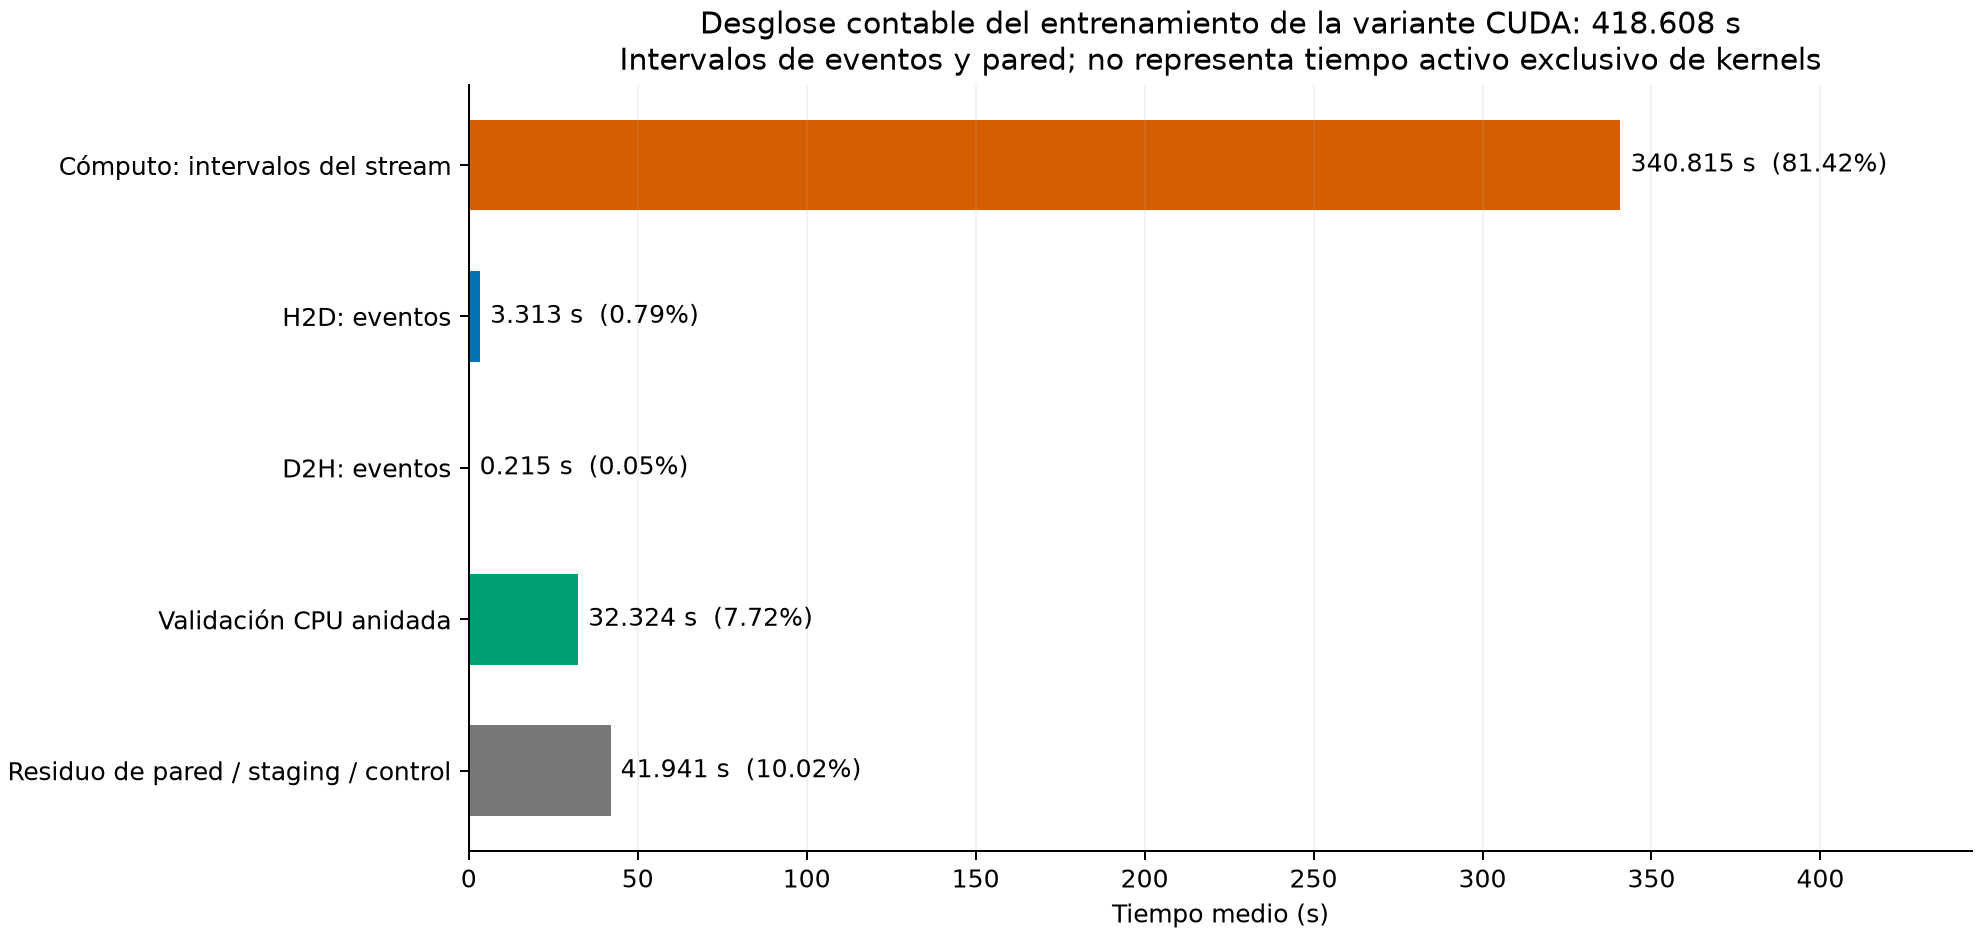 Desglose contable del entrenamiento de la variante CUDA: 418.608 s
Intervalos de eventos y pared; no representa tiempo activo exclusivo de kernels
Cómputo: intervalos del stream
340.815 s (81.42%)
H2D: eventos
3.313 s (0.79%)
D2H: eventos
0.215 s (0.05%)
Validación CPU anidada
32.324 s (7.72%)
Residuo de pared / staging / control
41.941 s (10.02%)
0 50 100 150 200 250 300 350 400
Tiempo medio (s)